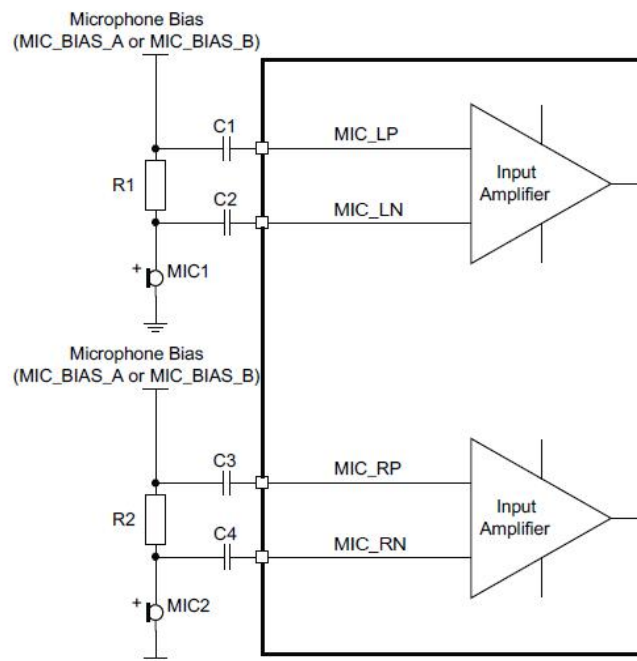 Microphone Bias
(MIC_BIAS_A or MIC_BIAS_B)
C1
MIC_LP
R1
C2
MIC_LN
Input
Amplifier
+
MIC1
Microphone Bias
(MIC_BIAS_A or MIC_BIAS_B)
C3
MIC_RP
R2
C4
MIC_RN
Input
Amplifier
+
MIC2